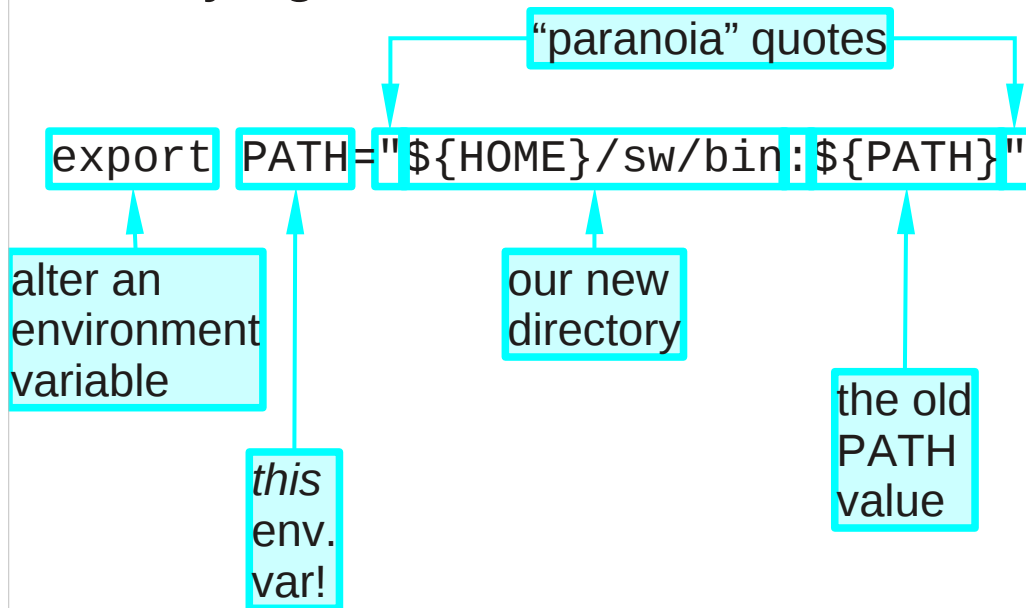 “paranoia” quotes
export PATH="${HOME}/sw/bin:${PATH}"
alter an
environment
variable
our new
directory
the old
PATH
value
this
env.
var!